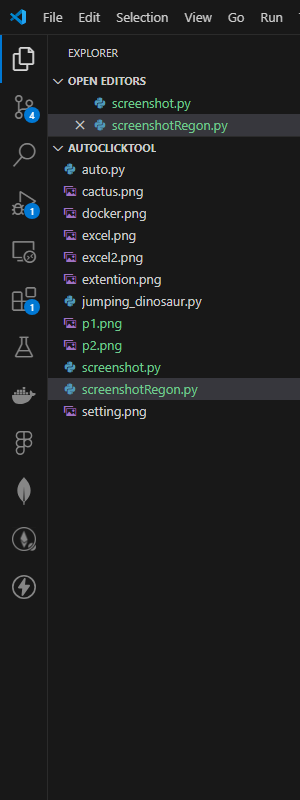 File Edit Selection View Go Run
EXPLORER
OPEN EDITORS
screenshot.py
screenshotRegon.py
4
AUTOCLICKTOOL
auto.py
cactus.png
docker.png
1
excel.png
excel2.png
extention.png
1
jumping_dinosaur.py
p1.png
p2.png
screenshot.py
screenshotRegon.py
setting.png